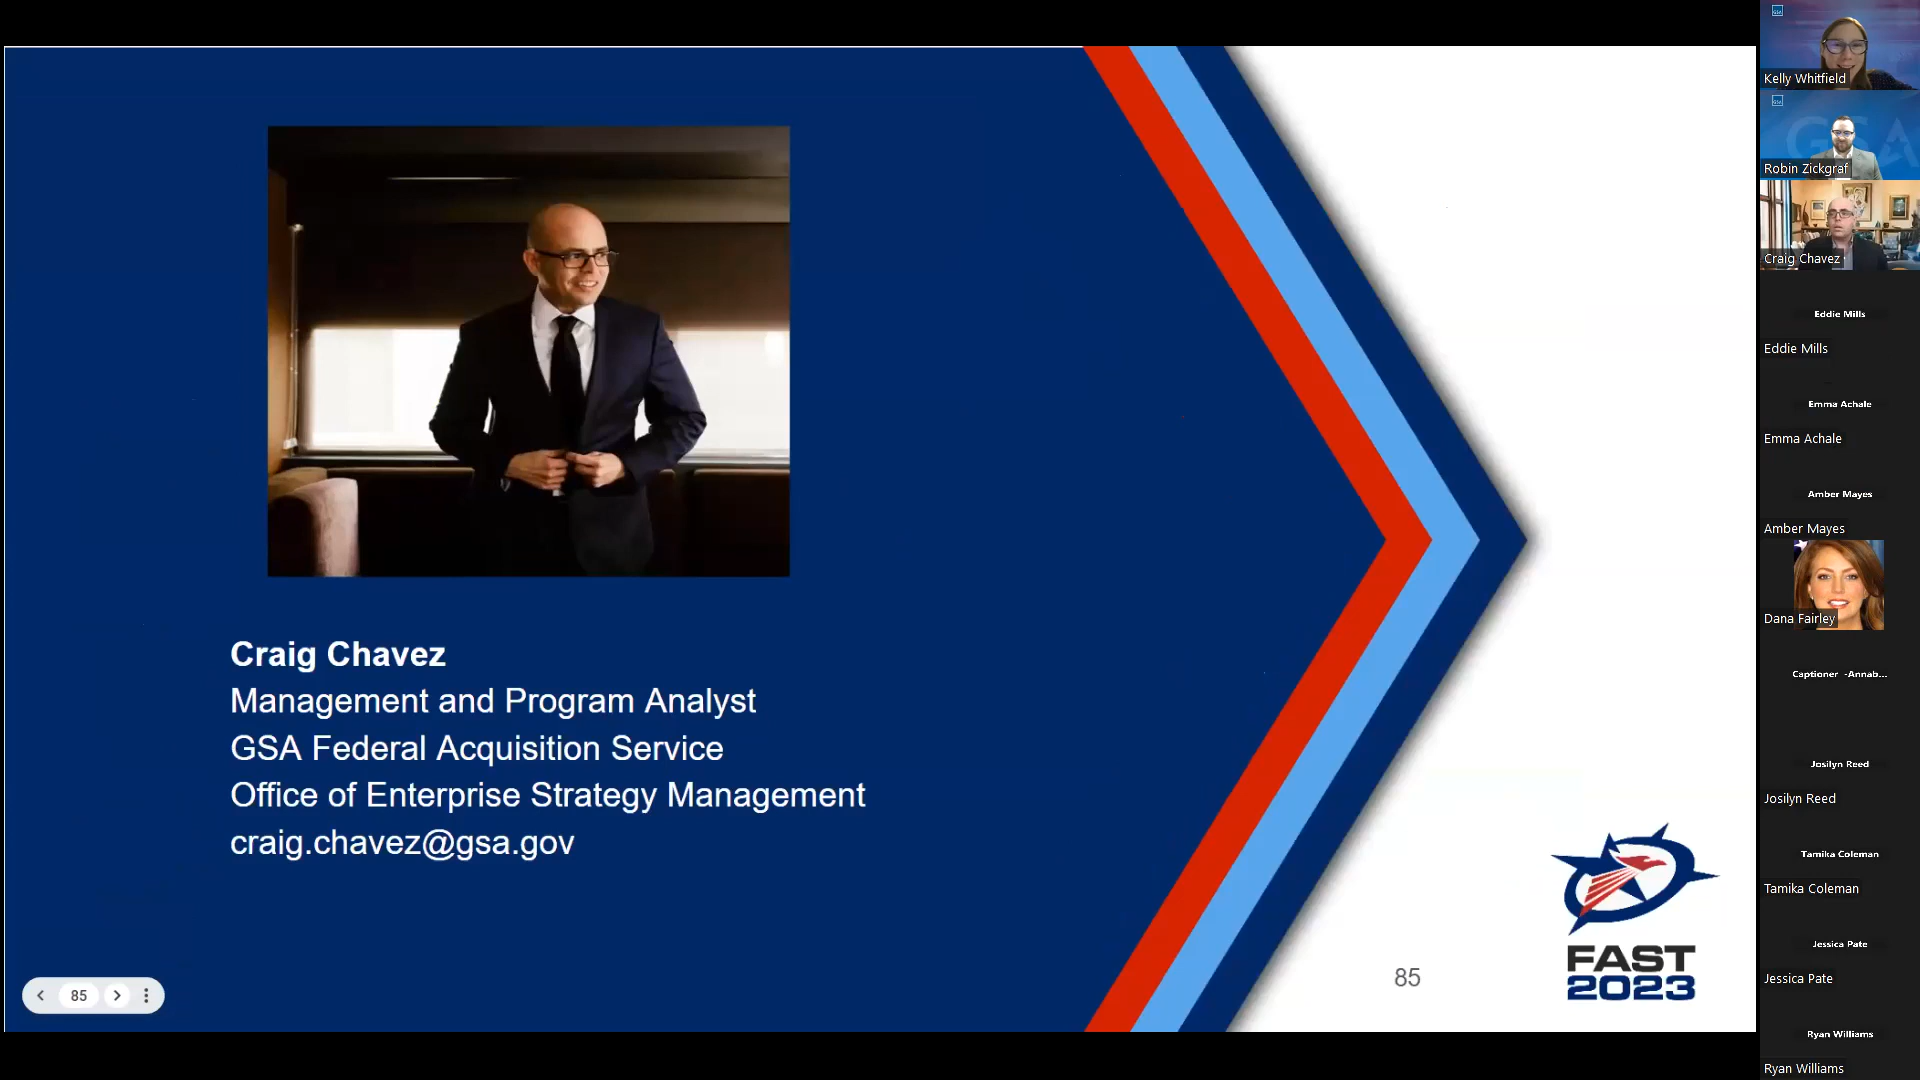 Craig Chavez
Management and Program Analyst
GSA Federal Acquisition Service
Office of Enterprise Strategy Management
craig.chavez@gsa.gov
85
85
FAST
2023
Kelly Whitfield
GSA
Robin Zickgraf
Craig Chavez
Eddie Mills
Eddie Mills
Emma Achale
Emma Achale
Amber Mayes
Amber Mayes
Dana Fairley
Captioner -Annab...
Josilyn Reed
Josilyn Reed
Tamika Coleman
Tamika Coleman
Jessica Pate
Jessica Pate
Ryan Williams
Ryan Williams